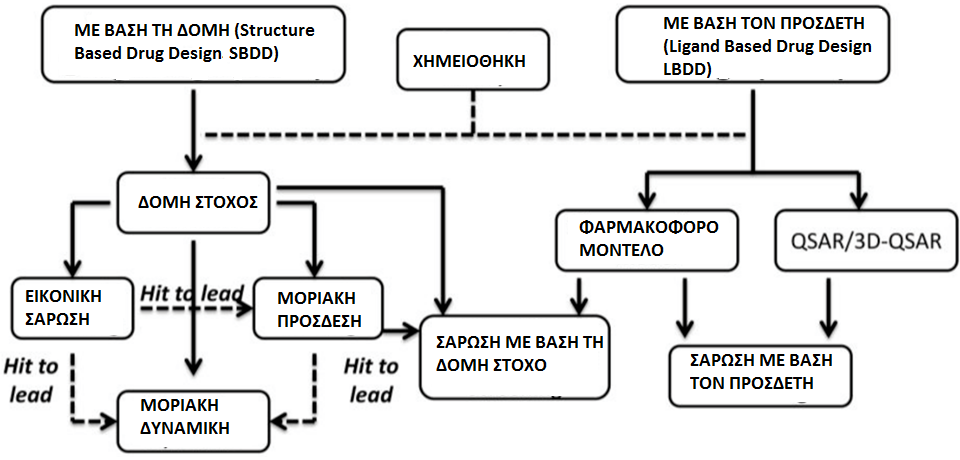 ΜΕ ΒΑΣΗ ΤΗ ΔΟΜΗ (Structure
Based Drug Design SBDD)
ΧΗΜΕΙΟΘΗΚΗ
ΜΕ ΒΑΣΗ ΤΟΝ ΠΡΟΣΔΕΤΗ
(Ligand Based Drug Design
LBDD)
ΔΟΜΗ ΣΤΟΧΟΣ
ΦΑΡΜΑΚΟΦΟΡΟ
ΜΟΝΤΕΛΟ
QSAR/3D-QSAR
ΕΙΚΟΝΙΚΗ
ΣΑΡΩΣΗ
Hit to lead
ΜΟΡΙΑΚΗ
ΠΡΟΣΔΕΣΗ
ΣΑΡΩΣΗ ΜΕ ΒΑΣΗ ΤΗ
ΔΟΜΗ ΣΤΟΧΟ
ΣΑΡΩΣΗ ΜΕ ΒΑΣΗ
ΤΟΝ ΠΡΟΣΔΕΤΗ
Hit to
lead
Hit to
lead
ΜΟΡΙΑΚΗ
ΔΥΝΑΜΙΚΗ